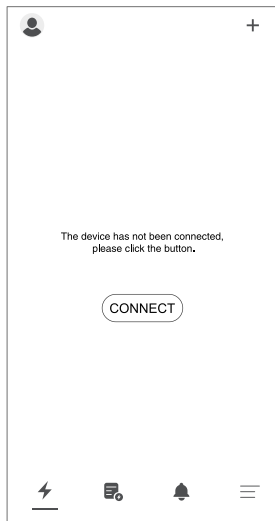 The device has not been connected,
please click the button.
CONNECT